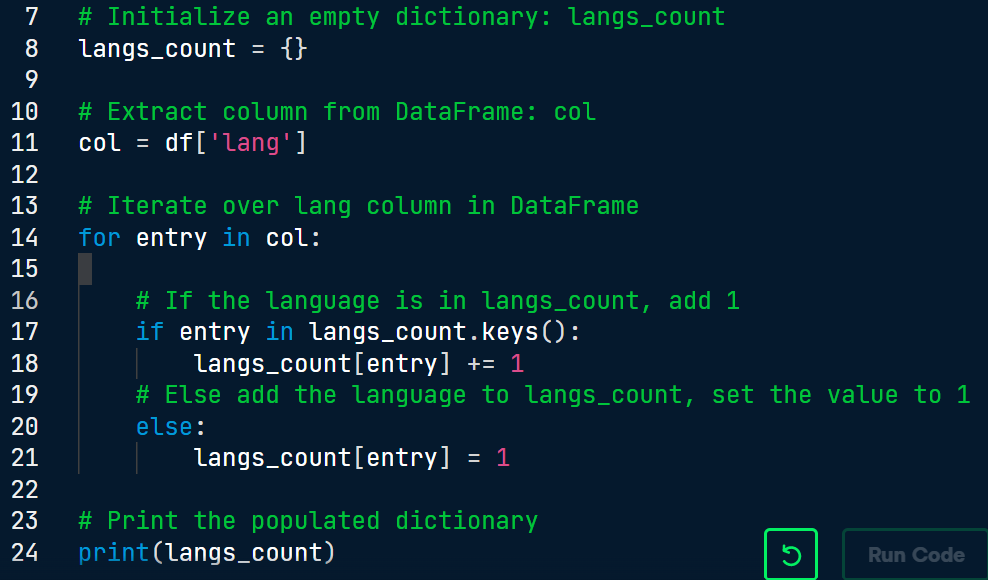 7 # Initialize an empty dictionary: langs_count
8 langs_count = {}
9
10 # Extract column from DataFrame: col
11 col = df['lang']
12
13 # Iterate over lang column in DataFrame
14 for entry in col:
15
16     # If the language is in langs_count, add 1
17     if entry in langs_count.keys():
18         langs_count[entry] += 1
19     # Else add the language to langs_count, set the value to 1
20     else:
21         langs_count[entry] = 1
22
23 # Print the populated dictionary
24 print(langs_count)
Run Code